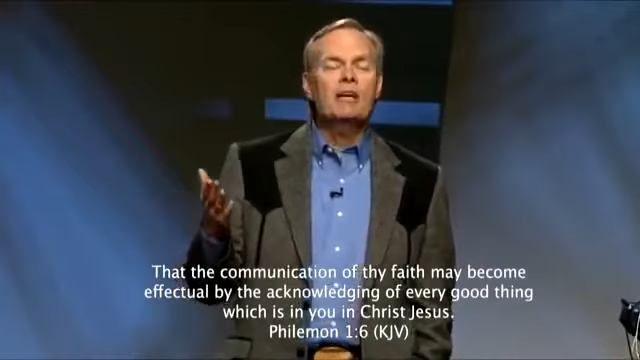 That the communication of thy faith may become
effectual by the acknowledging of every good thing
which is in you in Christ Jesus.
Philemon 1:6 (KJV)